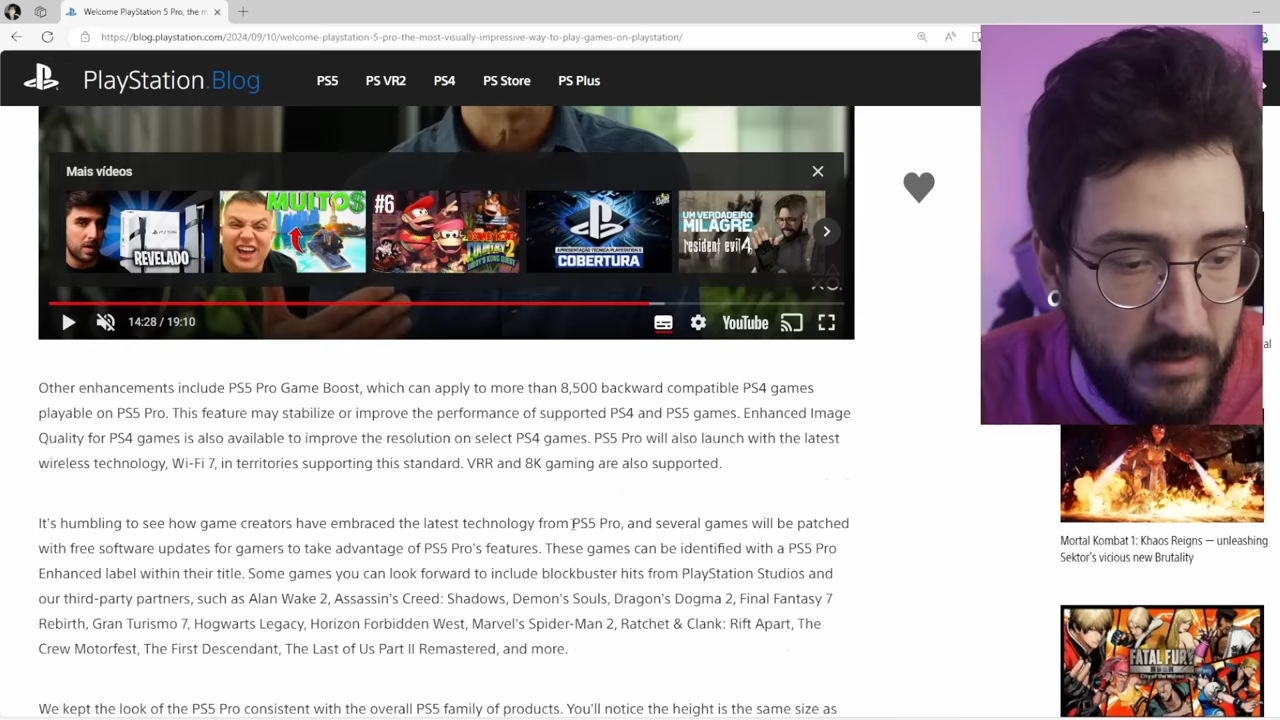 Welcome PlayStation 5 Pro, the m
https://blog.playstation.com/2024/09/10/welcome-playstation-5-pro-the-most-visually-impressive-way-to-play-games-on-playstation/
PlayStation.Blog
PS5
PS VR2
PS4
PS Store
PS Plus
Mais vídeos
REVELADO
MUITO$
#6
COBERTURA
UM VERDADEIRO
MILAGRE
resident evil 4
14:28 / 19:10
YouTube
Other enhancements include PS5 Pro Game Boost, which can apply to more than 8,500 backward compatible PS4 games
playable on PS5 Pro. This feature may stabilize or improve the performance of supported PS4 and PS5 games. Enhanced Image
Quality for PS4 games is also available to improve the resolution on select PS4 games. PS5 Pro will also launch with the latest
wireless technology, Wi-Fi 7, in territories supporting this standard. VRR and 8K gaming are also supported.
It's humbling to see how game creators have embraced the latest technology from PS5 Pro, and several games will be patched
with free software updates for gamers to take advantage of PS5 Pro's features. These games can be identified with a PS5 Pro
Enhanced label within their title. Some games you can look forward to include blockbuster hits from PlayStation Studios and
our third-party partners, such as Alan Wake 2, Assassin's Creed: Shadows, Demon's Souls, Dragon's Dogma 2, Final Fantasy 7
Rebirth, Gran Turismo 7, Hogwarts Legacy, Horizon Forbidden West, Marvel's Spider-Man 2, Ratchet & Clank: Rift Apart, The
Crew Motorfest, The First Descendant, The Last of Us Part II Remastered, and more.
We kept the look of the PS5 Pro consistent with the overall PS5 family of products. You'll notice the height is the same size as
al
Mortal Kombat 1: Khaos Reigns — unleashing
Sektor's vicious new Brutality
FATAL FURY
City of the Wolves